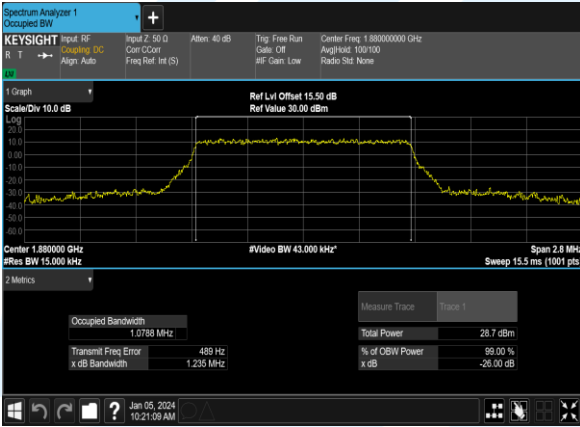 Spectrum Analyzer 1
Occupied BW
+
KEYSIGHT
R T
LV
Input: RF
Coupling: DC
Align: Auto
Input Z: 50 Ω
Corr CCorr
Freq Ref: Int (S)
Atten: 40 dB
Trig: Free Run
Gate: Off
#IF Gain: Low
Center Freq: 1.880000000 GHz
Avg|Hold: 100/100
Radio Std: None
1 Graph
Scale/Div 10.0 dB
Ref Lvl Offset 15.50 dB
Ref Value 30.00 dBm
Log
20.0
10.0
0.00
-10.0
-20.0
-30.0
-40.0
-50.0
-60.0
Center 1.880000 GHz
#Res BW 15.000 kHz
#Video BW 43.000 kHz*
Span 2.8 MHz
Sweep 15.5 ms (1001 pts
2 Metrics
Measure Trace
Trace 1
Occupied Bandwidth
1.0788 MHz
Total Power
28.7 dBm
Transmit Freq Error
489 Hz
% of OBW Power
99.00 %
x dB Bandwidth
1.235 MHz
x dB
-26.00 dB
?
Jan 05, 2024
10:21:09 AM